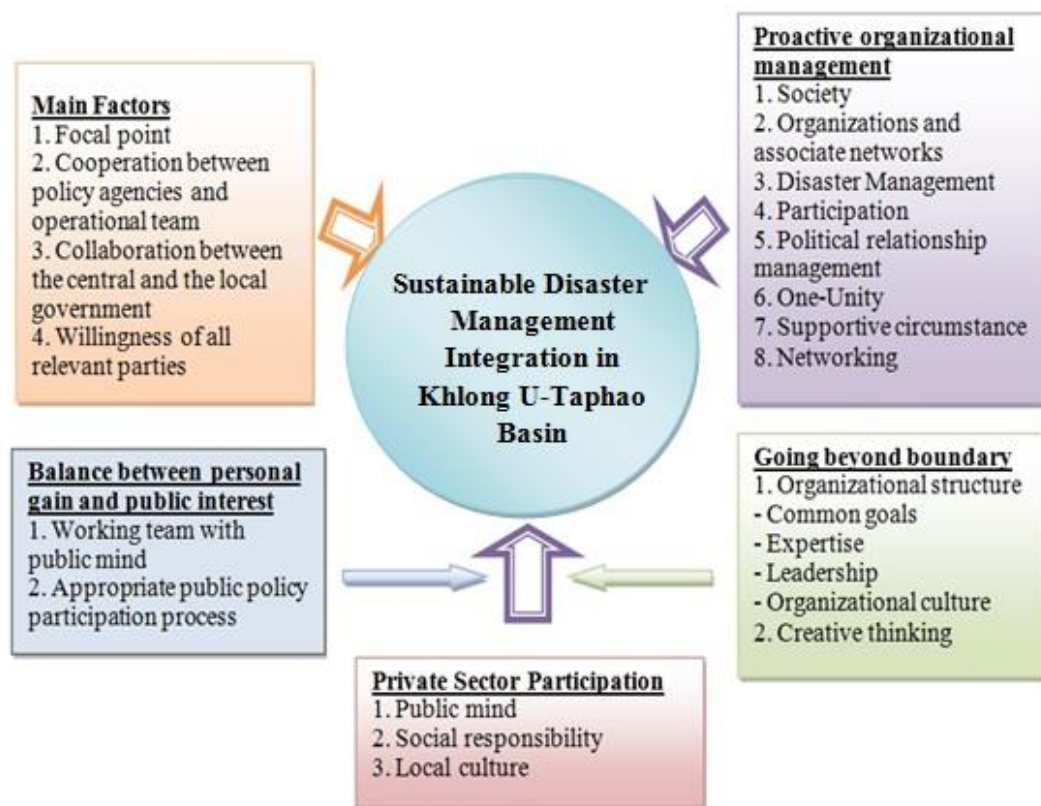 Main Factors
1. Focal point
2. Cooperation between
policy agencies and
operational team
3. Collaboration between
the central and the local
government
4. Willingness of all
relevant parties
Proactive organizational
management
1. Society
2. Organizations and
associate networks
3. Disaster Management
4. Participation
5. Political relationship
management
6. One-Unity
7. Supportive circumstance
8. Networking
Sustainable Disaster
Management
Integration in
Khlong U-Taphao
Basin
Balance between personal
gain and public interest
1. Working team with
public mind
2. Appropriate public policy
participation process
Going beyond boundary
1. Organizational structure
- Common goals
- Expertise
- Leadership
- Organizational culture
2. Creative thinking
Private Sector Participation
1. Public mind
2. Social responsibility
3. Local culture